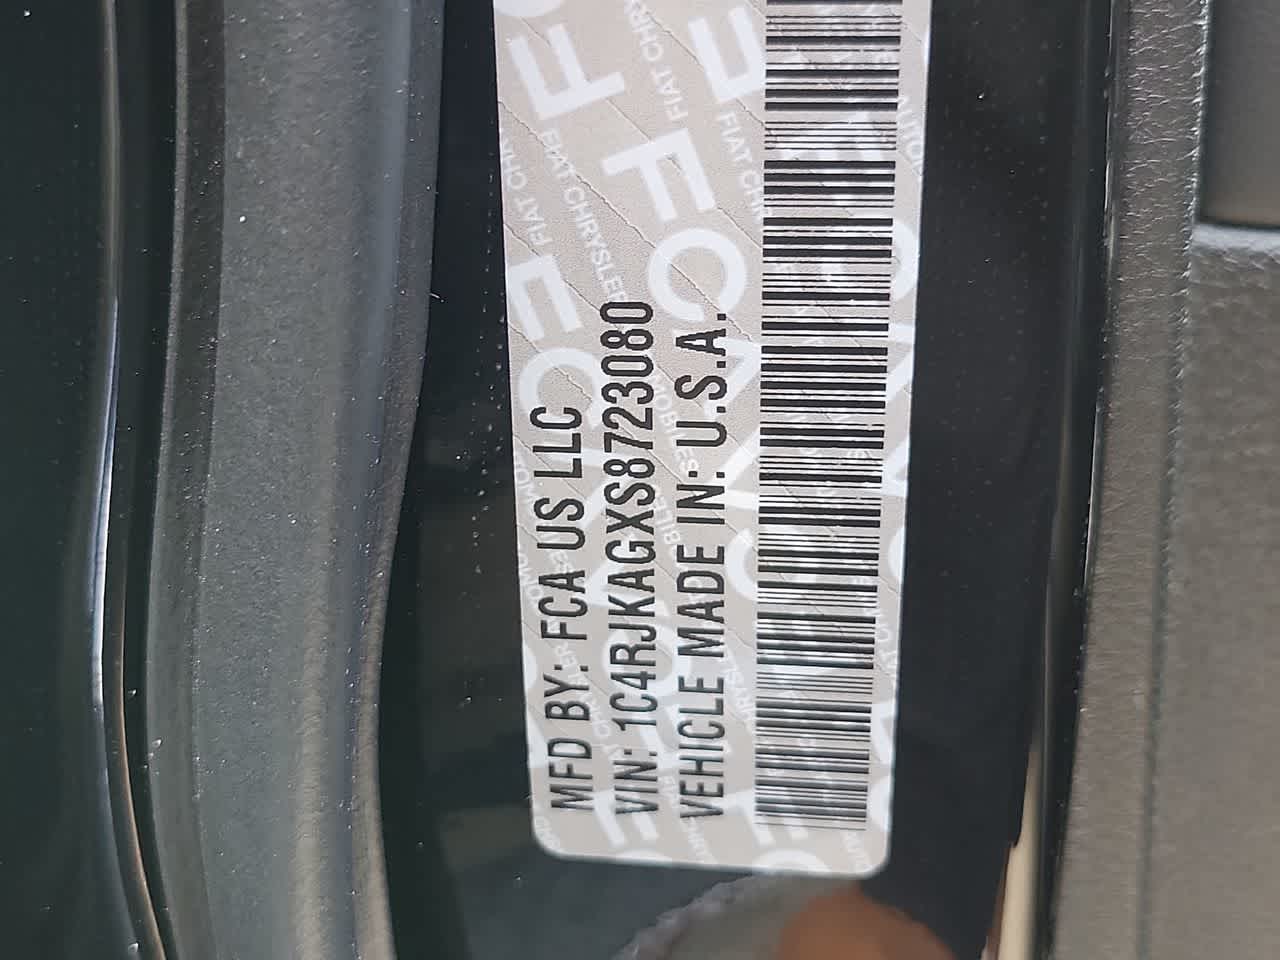 MFD BY: FCA US LLC
VIN: 1C4RJKAGXS8723080
VEHICLE MADE IN: U.S.A.